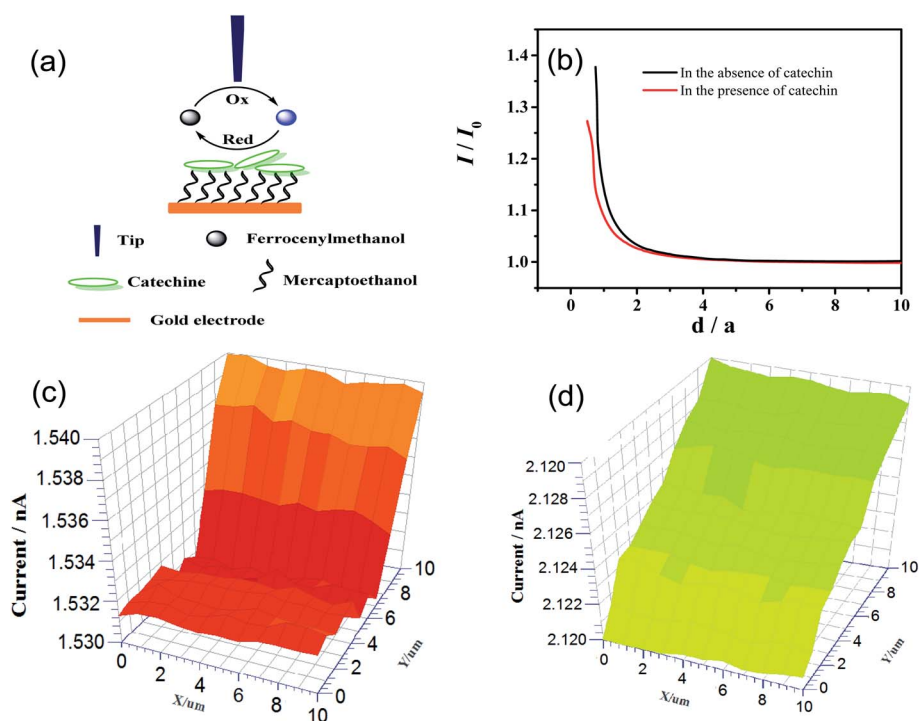 (a)
Ox
Red
Tip
Ferrocenylmethanol
Catechine
Mercaptoethanol
Gold electrode
(b)
I / I0
1.4
1.3
1.2
1.1
1.0
In the absence of catechin
In the presence of catechin
0 2 4 6 8 10
d / a
(c)
Current / nA
1.540
1.538
1.536
1.534
1.532
1.530
0 2 4 6 8 10
X/um
0 2 4 6 8 10
Y/um
(d)
Current / nA
2.120
2.128
2.126
2.124
2.122
2.120
0 2 4 6 8 10
X/um
0 2 4 6 8 10
Y/um